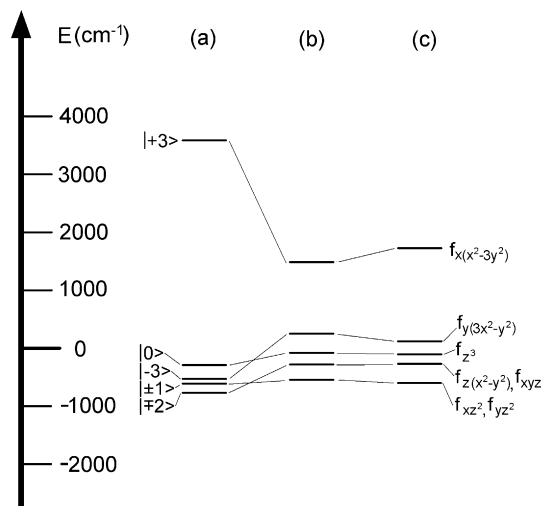 E (cm⁻¹) (a) (b) (c)
4000
|+3>
3000
2000
f_x(x²-3y²)
1000
f_y(3x²-y²)
0
|0>
f_z³
|-3>
f_z(x²-y²),f_xyz
|±1>
-1000
|∓2>
f_xz²,f_yz²
-2000